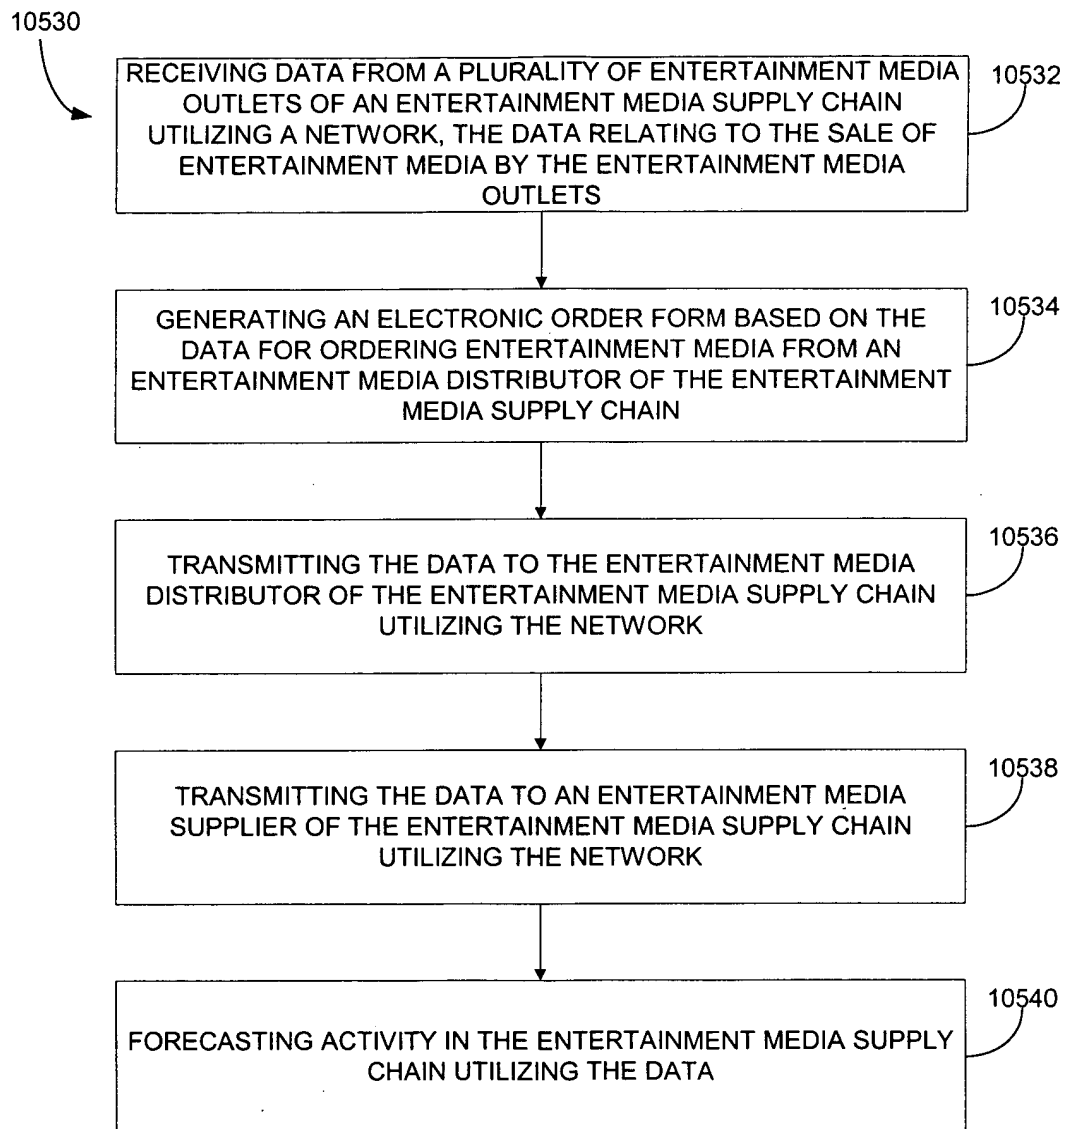 10530
RECEIVING DATA FROM A PLURALITY OF ENTERTAINMENT MEDIA
OUTLETS OF AN ENTERTAINMENT MEDIA SUPPLY CHAIN
UTILIZING A NETWORK, THE DATA RELATING TO THE SALE OF
ENTERTAINMENT MEDIA BY THE ENTERTAINMENT MEDIA
OUTLETS
10532
GENERATING AN ELECTRONIC ORDER FORM BASED ON THE
DATA FOR ORDERING ENTERTAINMENT MEDIA FROM AN
ENTERTAINMENT MEDIA DISTRIBUTOR OF THE ENTERTAINMENT
MEDIA SUPPLY CHAIN
10534
TRANSMITTING THE DATA TO THE ENTERTAINMENT MEDIA
DISTRIBUTOR OF THE ENTERTAINMENT MEDIA SUPPLY CHAIN
UTILIZING THE NETWORK
10536
TRANSMITTING THE DATA TO AN ENTERTAINMENT MEDIA
SUPPLIER OF THE ENTERTAINMENT MEDIA SUPPLY CHAIN
UTILIZING THE NETWORK
10538
FORECASTING ACTIVITY IN THE ENTERTAINMENT MEDIA SUPPLY
CHAIN UTILIZING THE DATA
10540